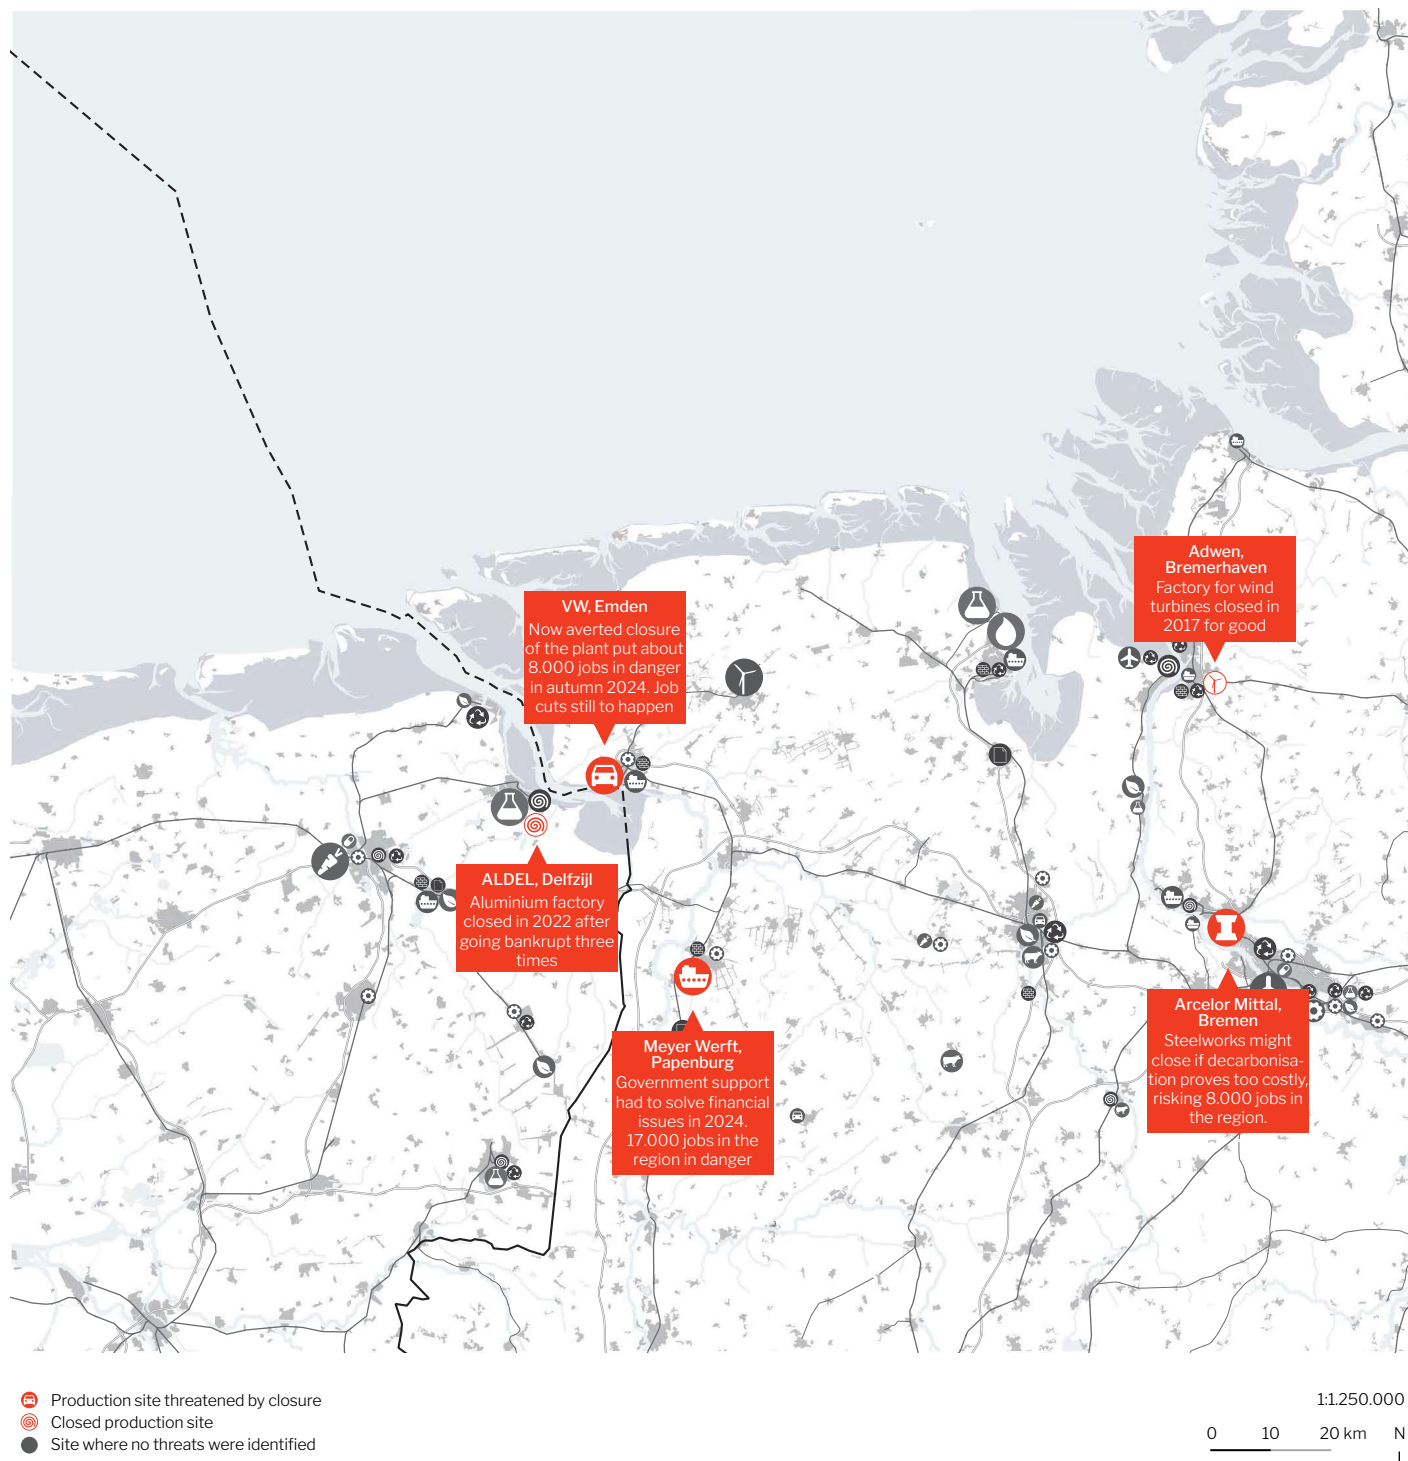 Adwen,
Bremerhaven
Factory for wind
turbines closed in
2017 for good
VW, Emden
Now averted closure
of the plant put about
8.000 jobs in danger
in autumn 2024. Job
cuts still to happen
ALDEL, Delfzijl
Aluminium factory
closed in 2022 after
going bankrupt three
times
Meyer Werft,
Papenburg
Government support
had to solve financial
issues in 2024.
17.000 jobs in the
region in danger
Arcelor Mittal,
Bremen
Steelworks might
close if decarbonisa-
tion proves too costly,
risking 8.000 jobs in
the region.
Production site threatened by closure
Closed production site
Site where no threats were identified
1:1.250.000
0 10 20 km N